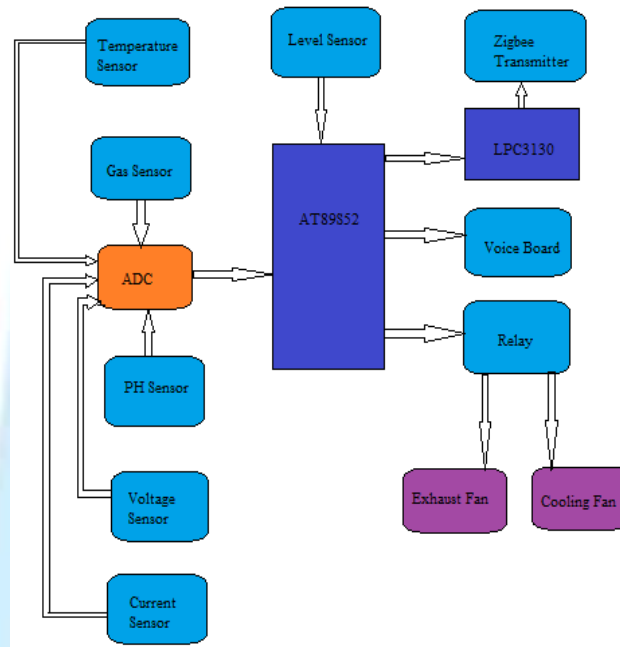 Temperature
Sensor
Level Sensor
Zigbee
Transmitter
LPC3130
Gas Sensor
AT89852
Voice Board
ADC
Relay
PH Sensor
Exhaust Fan
Cooling Fan
Voltage
Sensor
Current
Sensor